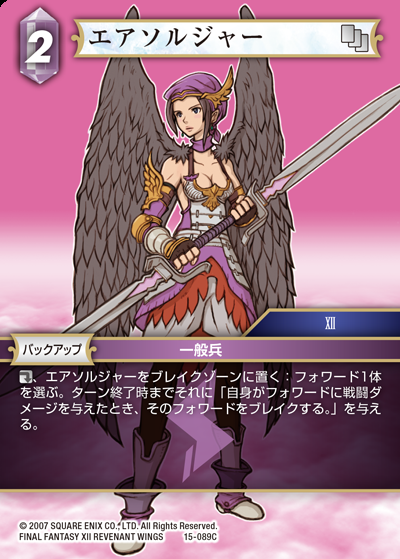 2
エアソルジャー
XII
バックアップ
一般兵
、エアソルジャーをブレイクゾーンに置く：フォワード1体
を選ぶ。ターン終了時までそれに「自身がフォワードに戦闘ダ
メージを与えたとき、そのフォワードをブレイクする。」を与え
る。
© 2007 SQUARE ENIX CO., LTD. All Rights Reserved.
FINAL FANTASY XII REVENANT WINGS 15-089C